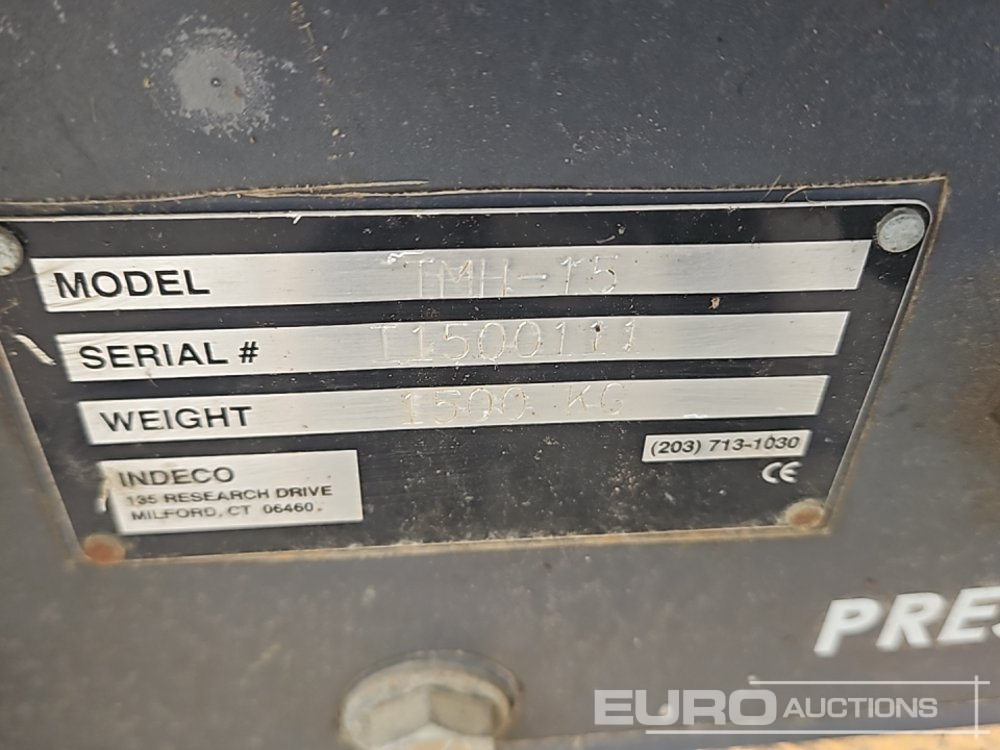 MODEL TMH-15
SERIAL # I1500111
WEIGHT 1500 KG
(203) 713-1030
CE
INDECO
135 RESEARCH DRIVE
MILFORD, CT 06460.
PRES
EURO AUCTIONS